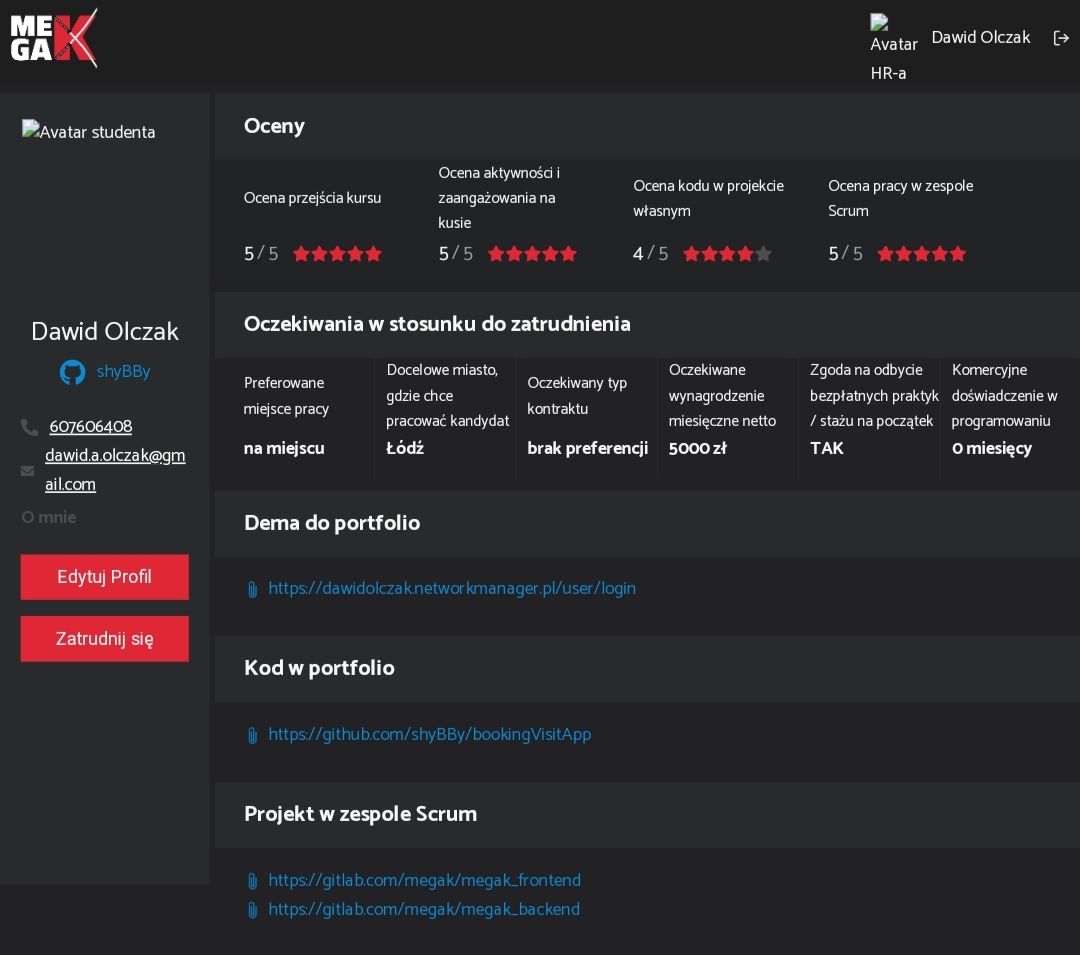 MEGAK
Avatar
HR-a
Dawid Olczak
Avatar studenta
Dawid Olczak
shyBBy
607606408
dawid.a.olczak@gm
ail.com
O mnie
Edytuj Profil
Zatrudnij się
Oceny
Ocena przejścia kursu
5 / 5
Ocena aktywności i
zaangażowania na
kusie
5 / 5
Ocena kodu w projekcie
własnym
4 / 5
Ocena pracy w zespole
Scrum
5 / 5
Oczekiwania w stosunku do zatrudnienia
Preferowane
miejsce pracy
na miejscu
Docelowe miasto,
gdzie chce
pracować kandydat
Łódź
Oczekiwany typ
kontraktu
brak preferencji
Oczekiwane
wynagrodzenie
miesięczne netto
5000 zł
Zgoda na odbycie
bezpłatnych praktyk
/ stażu na początek
TAK
Komercyjne
doświadczenie w
programowaniu
0 miesięcy
Dema do portfolio
https://dawidolczak.networkmanager.pl/user/login
Kod w portfolio
https://github.com/shyBBy/bookingVisitApp
Projekt w zespole Scrum
https://gitlab.com/megak/megak_frontend
https://gitlab.com/megak/megak_backend